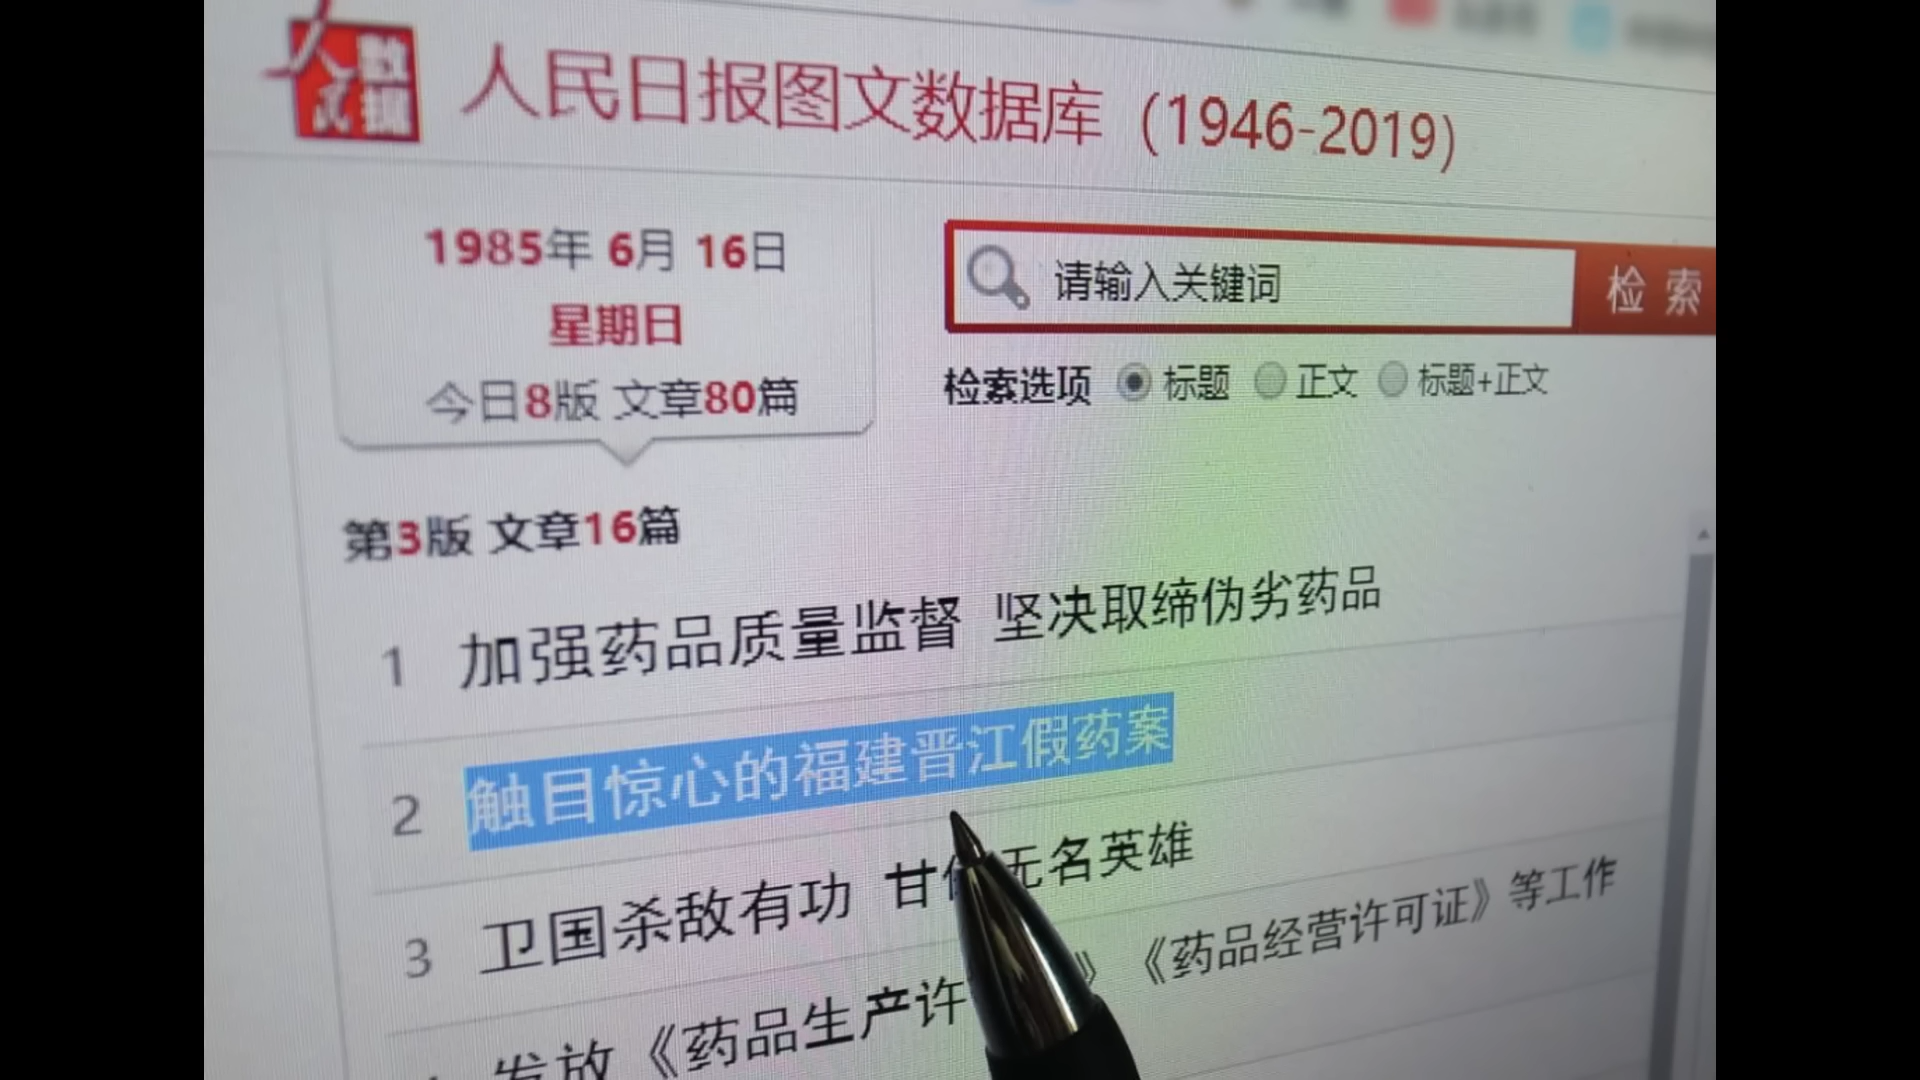 人民数据
人民日报图文数据库（1946-2019）
1985年 6月 16日
星期日
今日8版 文章80篇
请输入关键词
检 索
检索选项 标题 正文 标题+正文
第3版 文章16篇
1 加强药品质量监督 坚决取缔伪劣药品
2 触目惊心的福建晋江假药案
3 卫国杀敌有功 甘 无名英雄
发放《药品生产许 》《药品经营许可证》等工作